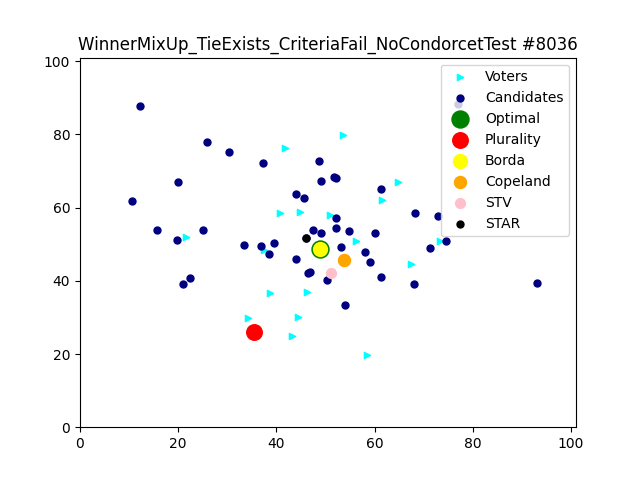 WinnerMixUp_TieExists_CriteriaFail_NoCondorcetTest #8036
100
80
60
40
20
0
Voters
Candidates
Optimal
Plurality
Borda
Copeland
STV
STAR
0 20 40 60 80 100